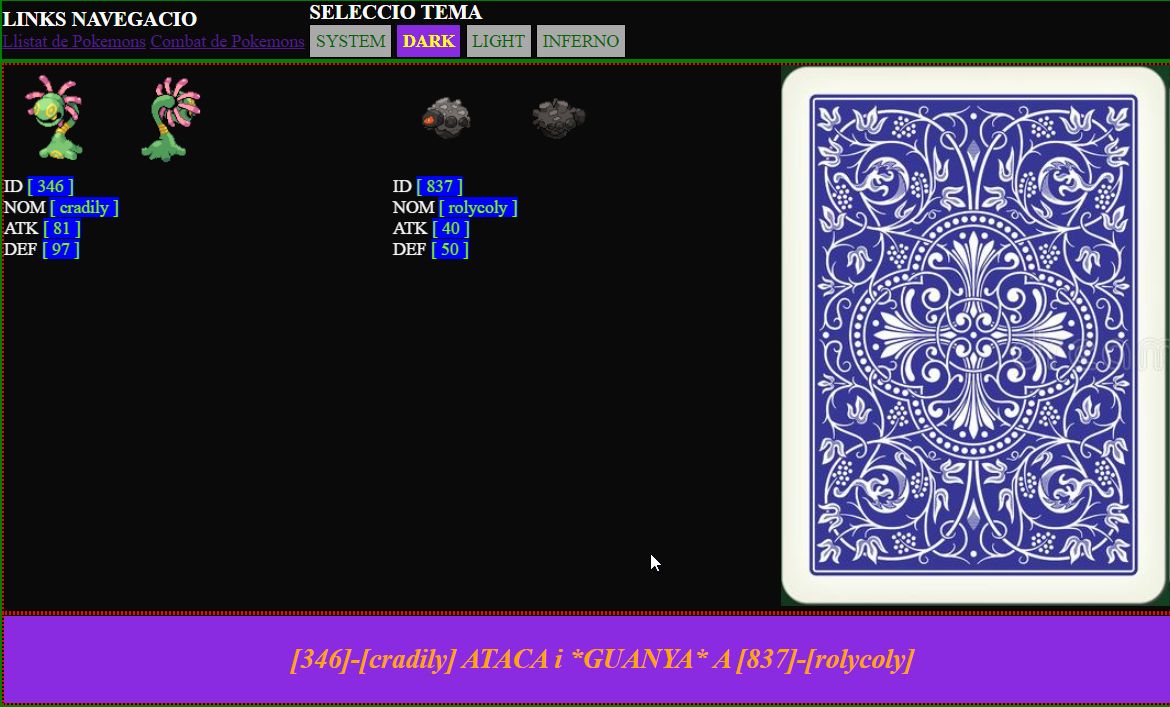 LINKS NAVEGACIO
Llistat de Pokemons Combat de Pokemons
SELECCIO TEMA
SYSTEM DARK LIGHT INFERNO
ID [ 346 ]
NOM [ cradily ]
ATK [ 81 ]
DEF [ 97 ]
ID [ 837 ]
NOM [ rolycoly ]
ATK [ 40 ]
DEF [ 50 ]
[346]-[cradily] ATACA i *GUANYA* A [837]-[rolycoly]